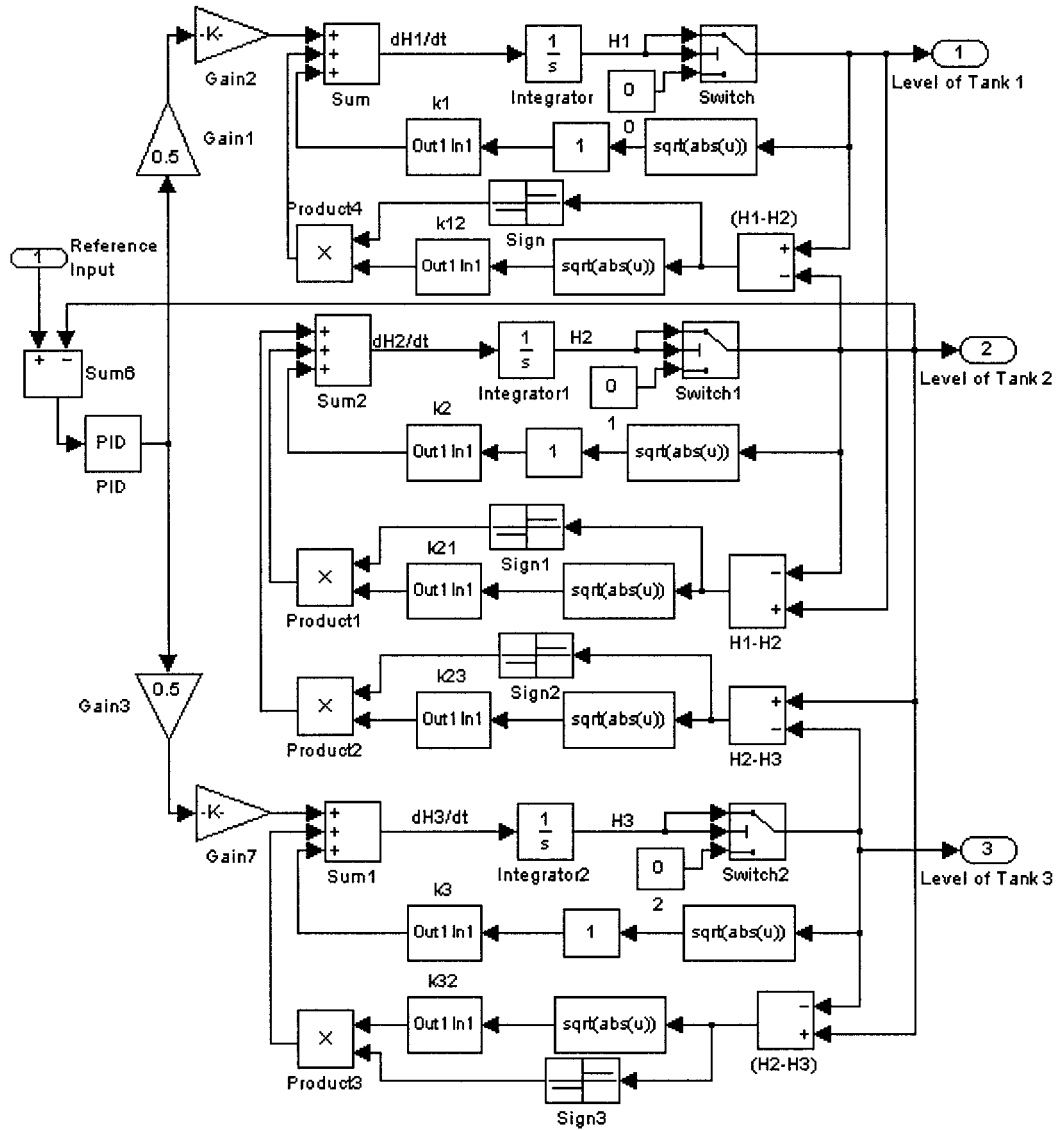 -K-
Gain2
+
+
+
Sum
dH1/dt
1
s
Integrator
H1
0
0
Switch
1
Level of Tank 1
0.5
Gain1
k1
Out1 In1
1
sqrt(abs(u))
Product4
×
Sign
k12
Out1 In1
sqrt(abs(u))
(H1-H2)
+
−
1
Reference
Input
+ −
Sum6
PID
PID
+
+
+
Sum2
dH2/dt
1
s
Integrator1
H2
0
1
Switch1
2
Level of Tank 2
k2
Out1 In1
1
sqrt(abs(u))
Sign1
k21
×
Product1
Out1 In1
sqrt(abs(u))
−
+
H1-H2
0.5
Gain3
Sign2
k23
×
Product2
Out1 In1
sqrt(abs(u))
+
−
H2-H3
-K-
Gain7
+
+
+
Sum1
dH3/dt
1
s
Integrator2
H3
0
2
Switch2
3
Level of Tank 3
k3
Out1 In1
1
sqrt(abs(u))
k32
×
Product3
Out1 In1
sqrt(abs(u))
−
+
(H2-H3)
Sign3